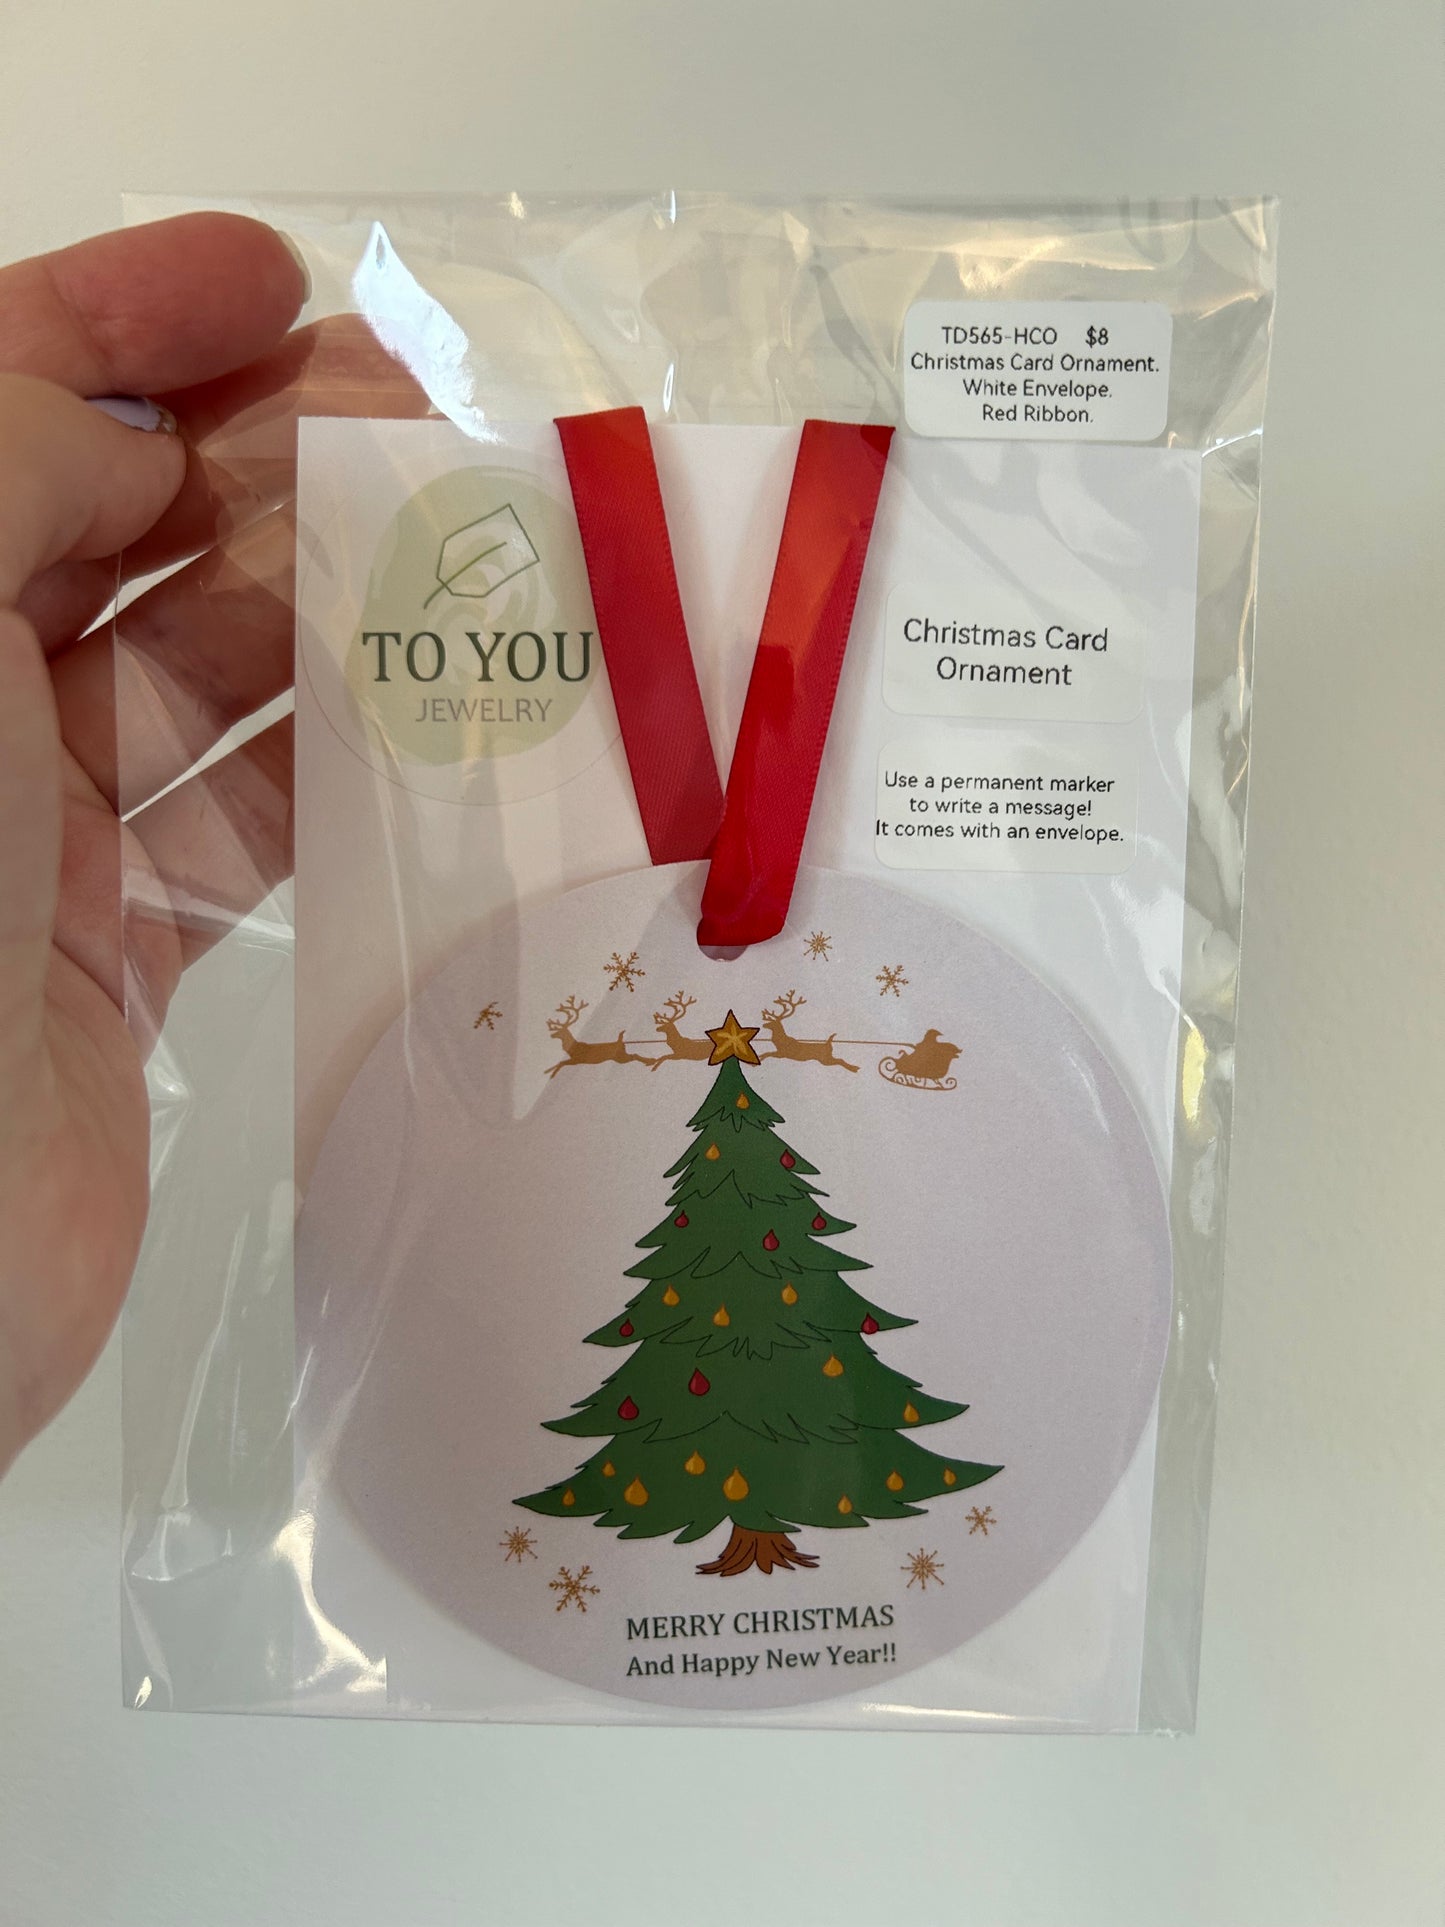 TD565-HCO $8
Christmas Card Ornament.
White Envelope.
Red Ribbon.
TO YOU
JEWELRY
Christmas Card
Ornament
Use a permanent marker
to write a message!
It comes with an envelope.
MERRY CHRISTMAS
And Happy New Year!!